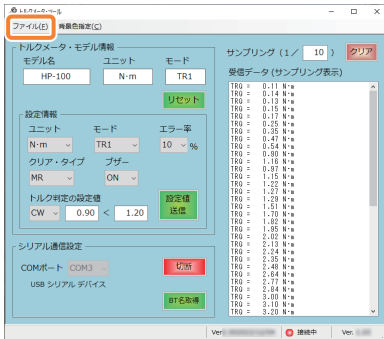 トルクメータ・ツール
ファイル(F) 背景色指定(C)
トルクメータ・モデル情報
モデル名 ユニット モード
HP-100 N·m TR1
リセット
設定情報
ユニット モード エラー率
N·m TR1 10 %
クリア・タイプ ブザー
MR ON
トルク判定の設定値
CW 0.90 < 1.20
設定値
送信
シリアル通信設定
COMポート COM3
切断
USB シリアル デバイス
BT名取得
サンプリング (1/ 10 ) クリア
受信データ (サンプリング表示)
TRQ = 0.11 N·m
TRQ = 0.14 N·m
TRQ = 0.13 N·m
TRQ = 0.15 N·m
TRQ = 0.17 N·m
TRQ = 0.25 N·m
TRQ = 0.35 N·m
TRQ = 0.47 N·m
TRQ = 0.54 N·m
TRQ = 0.90 N·m
TRQ = 1.16 N·m
TRQ = 0.97 N·m
TRQ = 1.15 N·m
TRQ = 1.22 N·m
TRQ = 1.27 N·m
TRQ = 1.29 N·m
TRQ = 1.51 N·m
TRQ = 1.70 N·m
TRQ = 1.82 N·m
TRQ = 1.95 N·m
TRQ = 2.02 N·m
TRQ = 2.13 N·m
TRQ = 2.24 N·m
TRQ = 2.35 N·m
TRQ = 2.48 N·m
TRQ = 2.64 N·m
TRQ = 2.77 N·m
TRQ = 2.84 N·m
TRQ = 3.00 N·m
TRQ = 3.10 N·m
TRQ = 3.20 N·m
Ver 接続中 Ver.